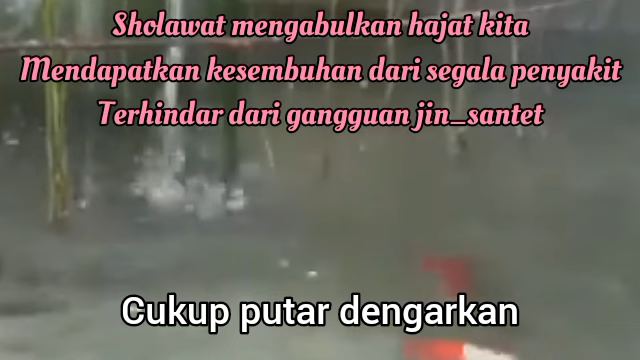 Sholawat mengabulkan hajat kita
Mendapatkan kesembuhan dari segala penyakit
Terhindar dari gangguan jin_santet
Cukup putar dengarkan